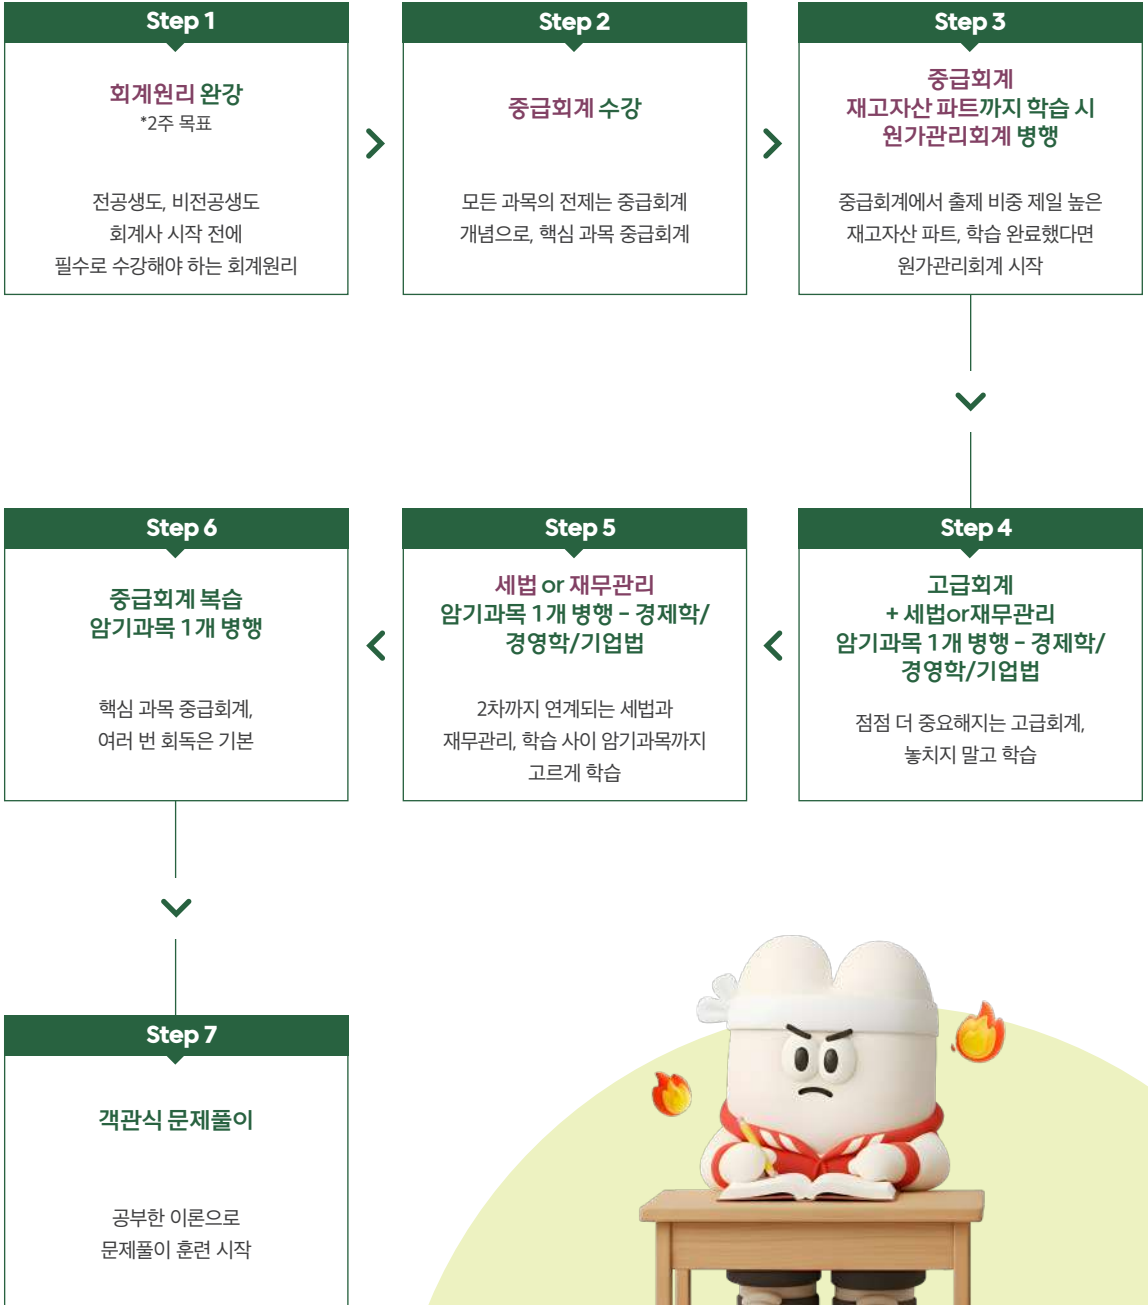 Step 1
회계원리 완강
*2주 목표
전공생도, 비전공생도
회계사 시작 전에
필수로 수강해야 하는 회계원리
Step 2
중급회계 수강
모든 과목의 전제는 중급회계
개념으로, 핵심 과목 중급회계
Step 3
중급회계
재고자산 파트까지 학습 시
원가관리회계 병행
중급회계에서 출제 비중 제일 높은
재고자산 파트, 학습 완료했다면
원가관리회계 시작
Step 4
고급회계
+ 세법or재무관리
암기과목 1개 병행 - 경제학/
경영학/기업법
점점 더 중요해지는 고급회계,
놓치지 말고 학습
Step 5
세법 or 재무관리
암기과목 1개 병행 - 경제학/
경영학/기업법
2차까지 연계되는 세법과
재무관리, 학습 사이 암기과목까지
고르게 학습
Step 6
중급회계 복습
암기과목 1개 병행
핵심 과목 중급회계,
여러 번 회독은 기본
Step 7
객관식 문제풀이
공부한 이론으로
문제풀이 훈련 시작